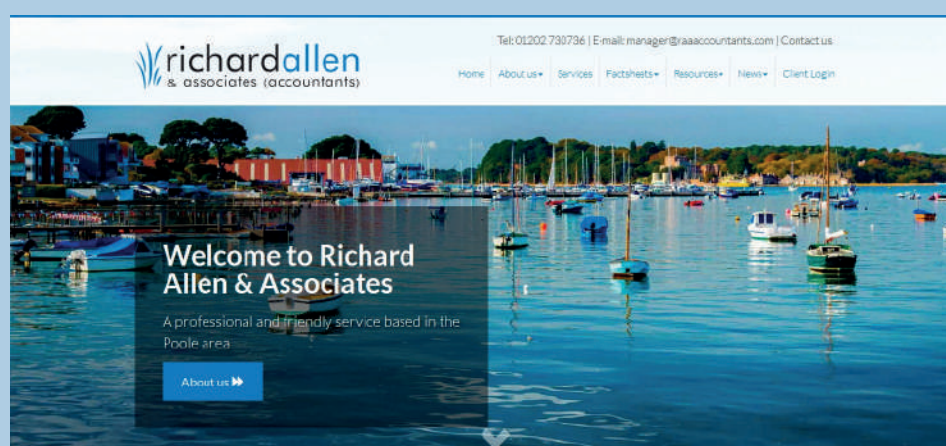 Tel: 01202 730736 | E-mail: manager@raaaccountants.com | Contact us
richardallen
& associates (accountants)
Home About us Services Factsheets Resources News Client Login
Welcome to Richard
Allen & Associates
A professional and friendly service based in the
Poole area
About us